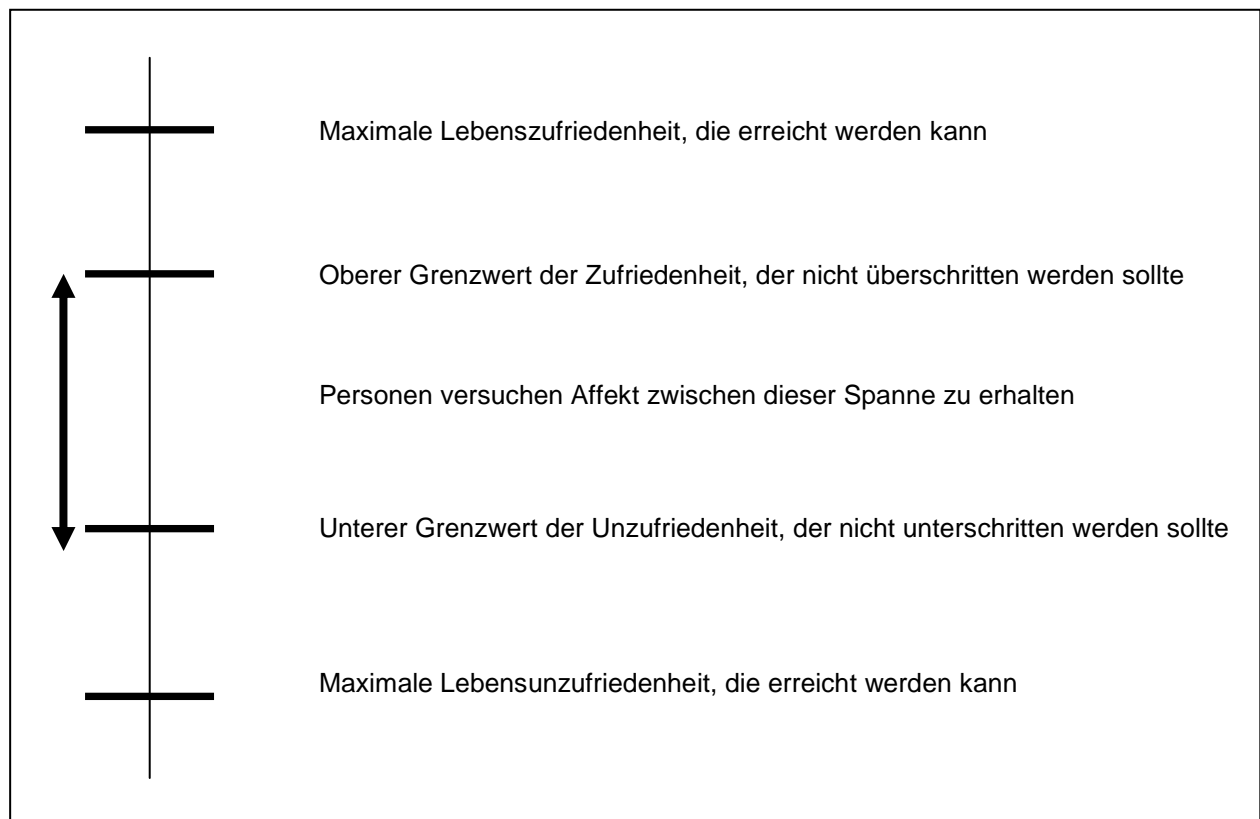 Maximale Lebenszufriedenheit, die erreicht werden kann
Oberer Grenzwert der Zufriedenheit, der nicht überschritten werden sollte
Personen versuchen Affekt zwischen dieser Spanne zu erhalten
Unterer Grenzwert der Unzufriedenheit, der nicht unterschritten werden sollte
Maximale Lebensunzufriedenheit, die erreicht werden kann